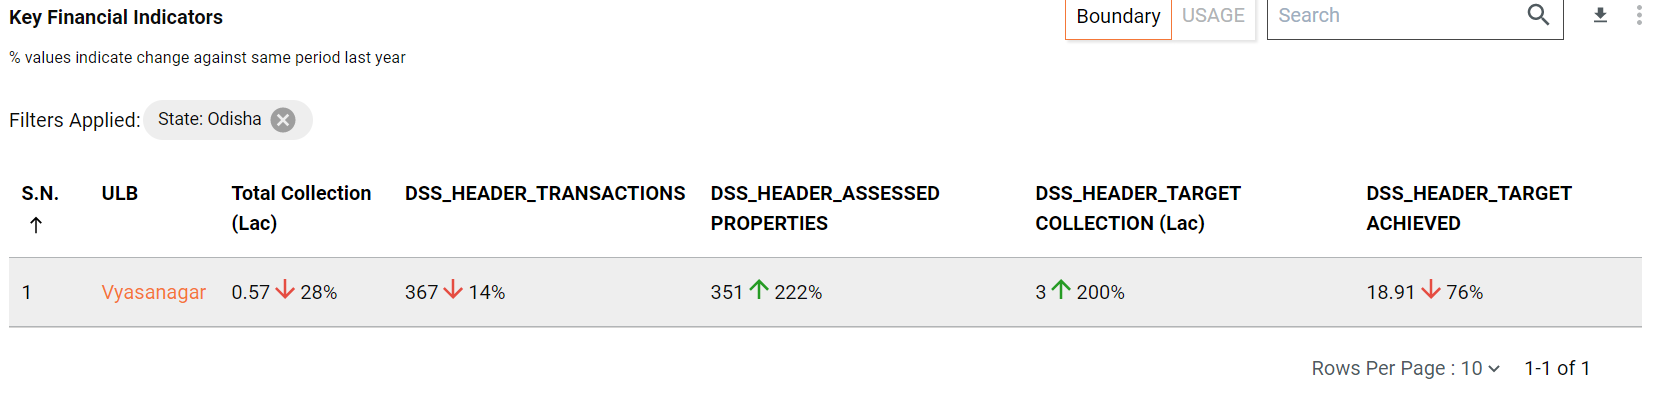 Key Financial Indicators
Boundary USAGE Search
% values indicate change against same period last year
Filters Applied: State: Odisha
S.N. ULB Total Collection (Lac) DSS_HEADER_TRANSACTIONS DSS_HEADER_ASSESSED PROPERTIES DSS_HEADER_TARGET COLLECTION (Lac) DSS_HEADER_TARGET ACHIEVED
1 Vyasanagar 0.57 28% 367 14% 351 222% 3 200% 18.91 76%
Rows Per Page : 10 1-1 of 1